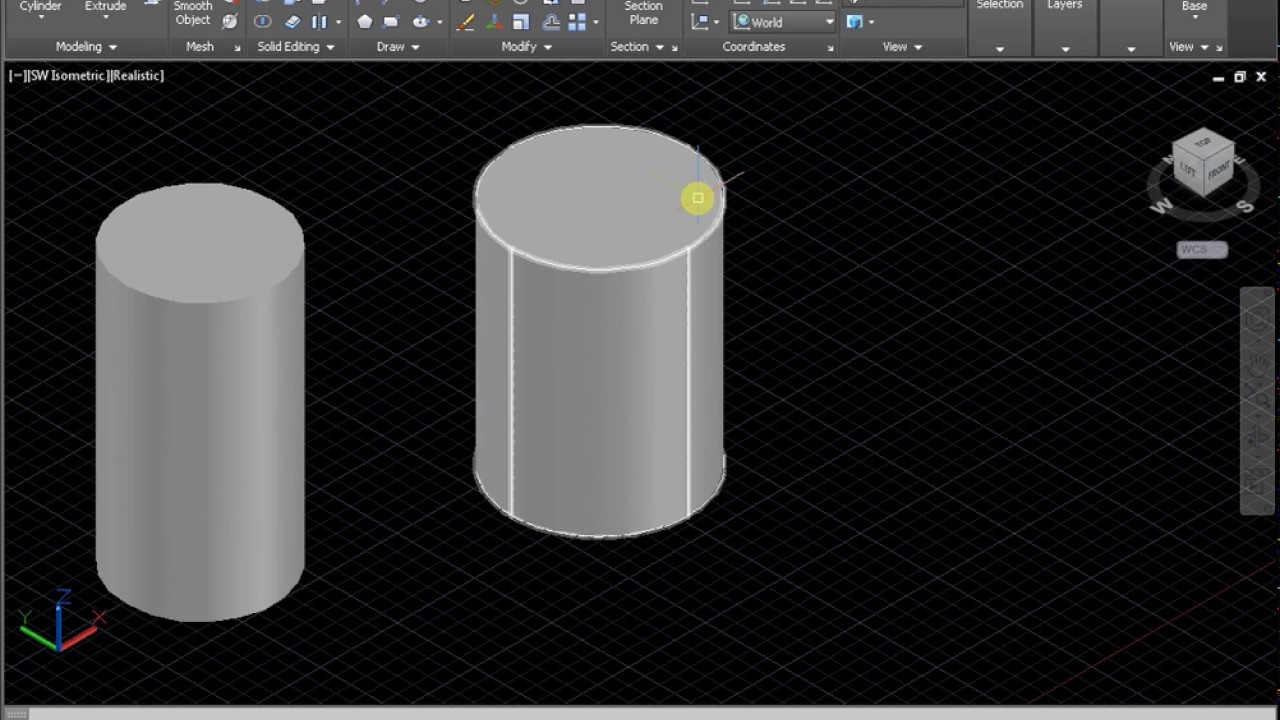 Cylinder
Extrude
Smooth
Object
Section
Plane
World
Selection
Layers
Base
Modeling
Mesh
Solid Editing
Draw
Modify
Section
Coordinates
View
View
[−][SW Isometric][Realistic]
TOP
LEFT
FRONT
W
S
WCS
Z
Y
X